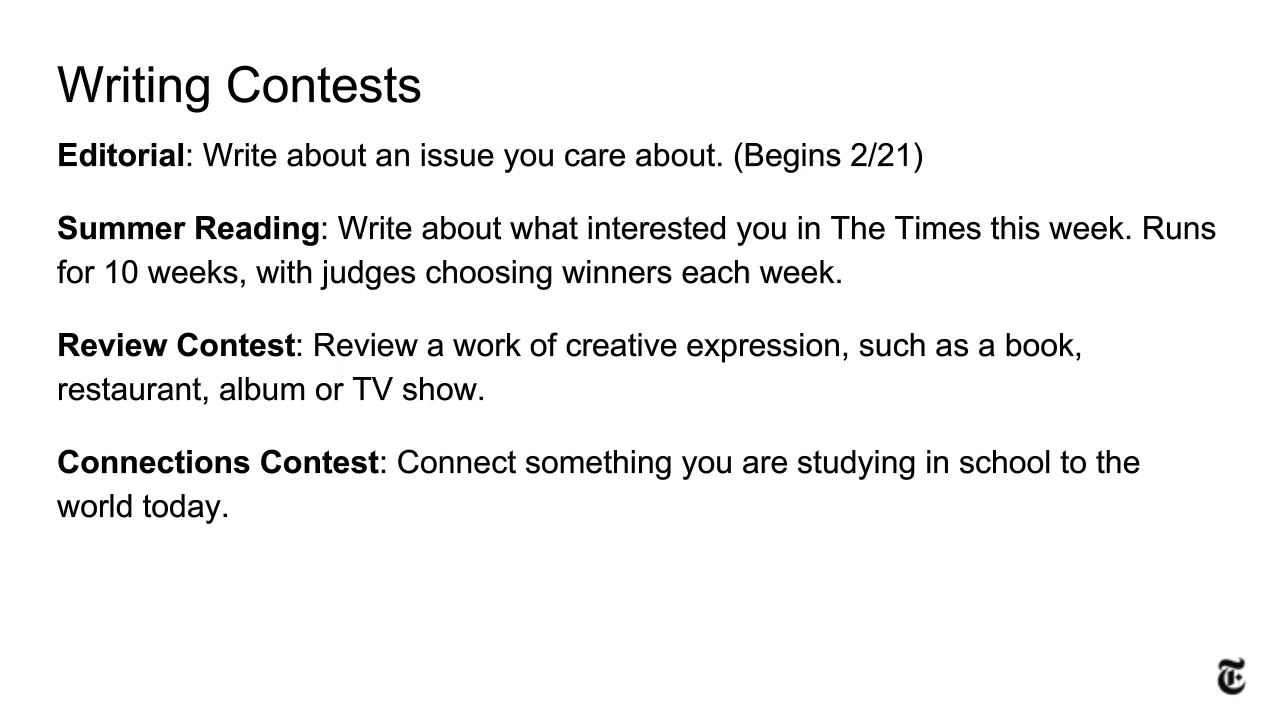 Writing Contests
Editorial: Write about an issue you care about. (Begins 2/21)
Summer Reading: Write about what interested you in The Times this week. Runs
for 10 weeks, with judges choosing winners each week.
Review Contest: Review a work of creative expression, such as a book,
restaurant, album or TV show.
Connections Contest: Connect something you are studying in school to the
world today.
T